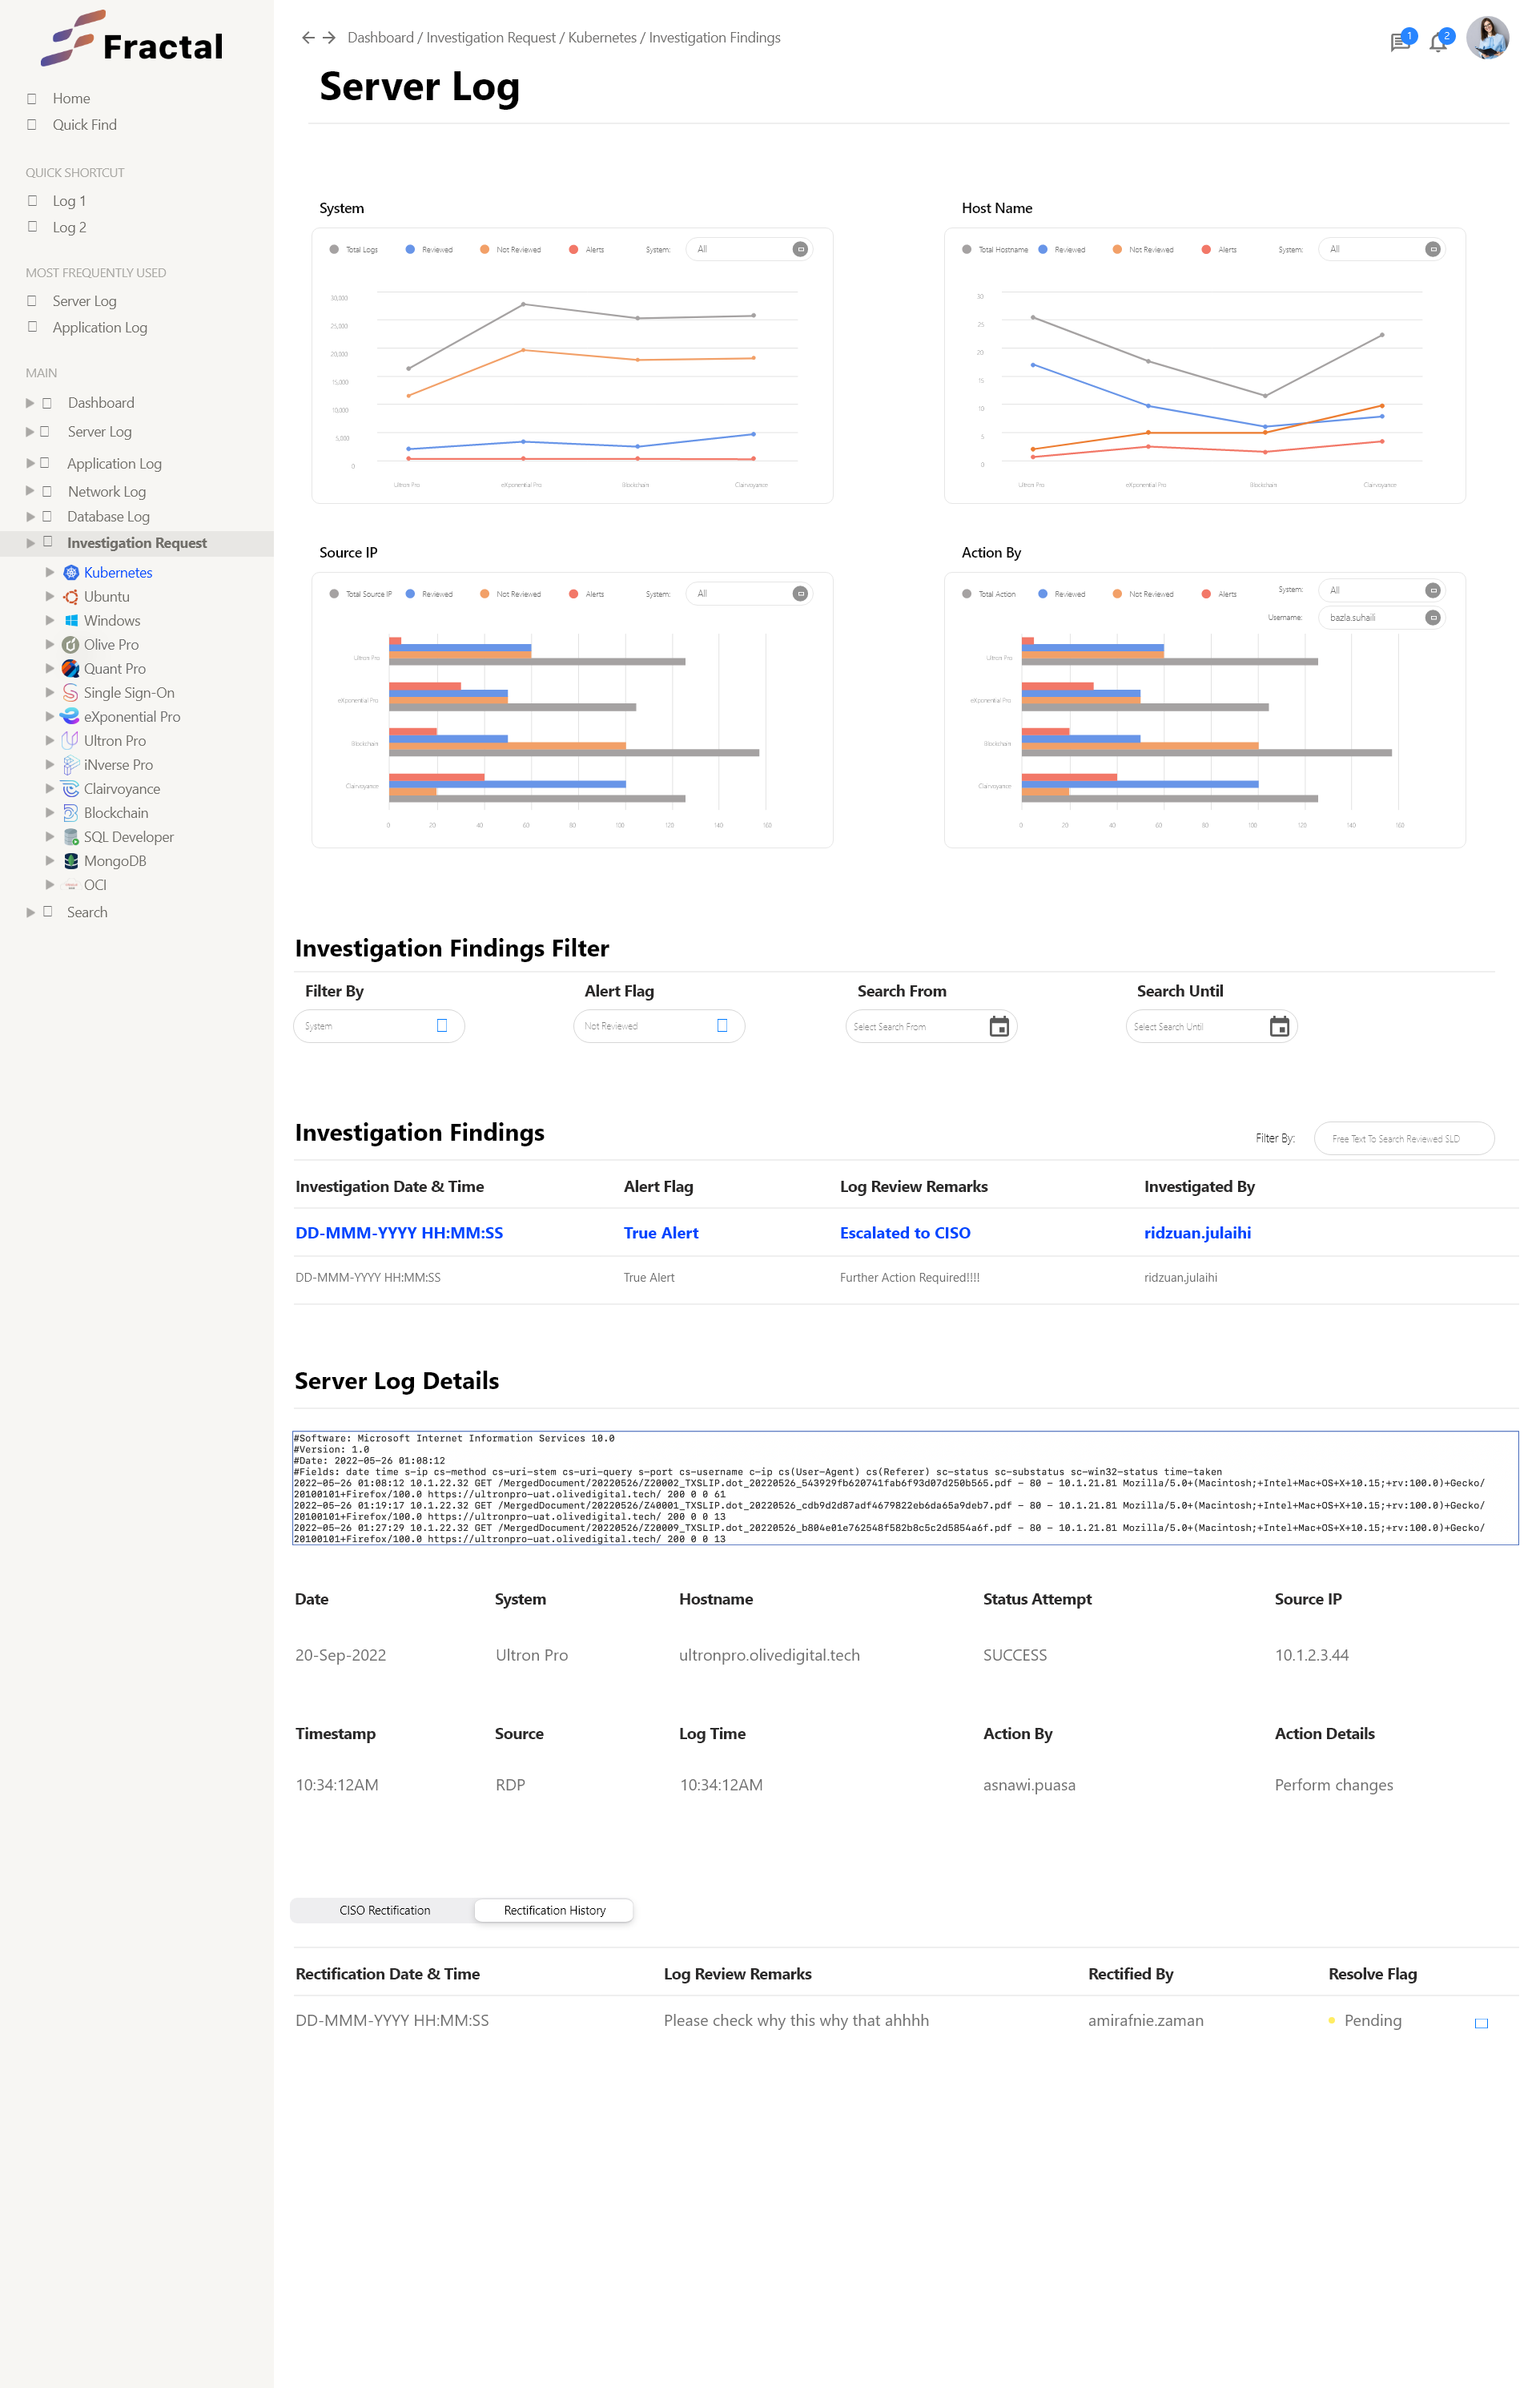 Fractal
Home
Quick Find
QUICK SHORTCUT
Log 1
Log 2
MOST FREQUENTLY USED
Server Log
Application Log
MAIN
Dashboard
Server Log
Application Log
Network Log
Database Log
Investigation Request
Kubernetes
Ubuntu
Windows
Olive Pro
Quant Pro
Single Sign-On
eXponential Pro
Ultron Pro
iNverse Pro
Clairvoyance
Blockchain
SQL Developer
MongoDB
OCI
Search
Dashboard / Investigation Request / Kubernetes / Investigation Findings
1
2
Server Log
System
Total Logs Reviewed Not Reviewed Alerts System: All
30,000
25,000
20,000
15,000
10,000
5,000
0
Ultron Pro eXponential Pro Blockchain Clairvoyance
Host Name
Total Hostname Reviewed Not Reviewed Alerts System: All
30
25
20
15
10
5
0
Ultron Pro eXponential Pro Blockchain Clairvoyance
Source IP
Total Source IP Reviewed Not Reviewed Alerts System: All
Ultron Pro
eXponential Pro
Blockchain
Clairvoyance
0 20 40 60 80 100 120 140 160
Action By
Total Action Reviewed Not Reviewed Alerts System: All
Username: bazla.suhaili
Ultron Pro
eXponential Pro
Blockchain
Clairvoyance
0 20 40 60 80 100 120 140 160
Investigation Findings Filter
Filter By Alert Flag Search From Search Until
System Not Reviewed Select Search From Select Search Until
Investigation Findings
Filter By: Free Text To Search Reviewed SLD
Investigation Date & Time Alert Flag Log Review Remarks Investigated By
DD-MMM-YYYY HH:MM:SS True Alert Escalated to CISO ridzuan.julaihi
DD-MMM-YYYY HH:MM:SS True Alert Further Action Required!!!! ridzuan.julaihi
Server Log Details
#Software: Microsoft Internet Information Services 10.0
#Version: 1.0
#Date: 2022-05-26 01:08:12
#Fields: date time s-ip cs-method cs-uri-stem cs-uri-query s-port cs-username c-ip cs(User-Agent) cs(Referer) sc-status sc-substatus sc-win32-status time-taken
2022-05-26 01:08:12 10.1.22.32 GET /MergedDocument/20220526/Z20002_TXSLIP.dot_20220526_543929fb620741fab6f93d07d250b565.pdf - 80 - 10.1.21.81 Mozilla/5.0+(Macintosh;+Intel+Mac+OS+X+10.15;+rv:100.0)+Gecko/
20100101+Firefox/100.0 https://ultronpro-uat.olivedigital.tech/ 200 0 0 61
2022-05-26 01:19:17 10.1.22.32 GET /MergedDocument/20220526/Z40001_TXSLIP.dot_20220526_cdb9d2d87adf4679822eb6da65a9deb7.pdf - 80 - 10.1.21.81 Mozilla/5.0+(Macintosh;+Intel+Mac+OS+X+10.15;+rv:100.0)+Gecko/
20100101+Firefox/100.0 https://ultronpro-uat.olivedigital.tech/ 200 0 0 13
2022-05-26 01:27:29 10.1.22.32 GET /MergedDocument/20220526/Z20009_TXSLIP.dot_20220526_b804e01e762548f582b8c5c2d5854a6f.pdf - 80 - 10.1.21.81 Mozilla/5.0+(Macintosh;+Intel+Mac+OS+X+10.15;+rv:100.0)+Gecko/
20100101+Firefox/100.0 https://ultronpro-uat.olivedigital.tech/ 200 0 0 13
Date System Hostname Status Attempt Source IP
20-Sep-2022 Ultron Pro ultronpro.olivedigital.tech SUCCESS 10.1.2.3.44
Timestamp Source Log Time Action By Action Details
10:34:12AM RDP 10:34:12AM asnawi.puasa Perform changes
CISO Rectification Rectification History
Rectification Date & Time Log Review Remarks Rectified By Resolve Flag
DD-MMM-YYYY HH:MM:SS Please check why this why that ahhhh amirafnie.zaman Pending